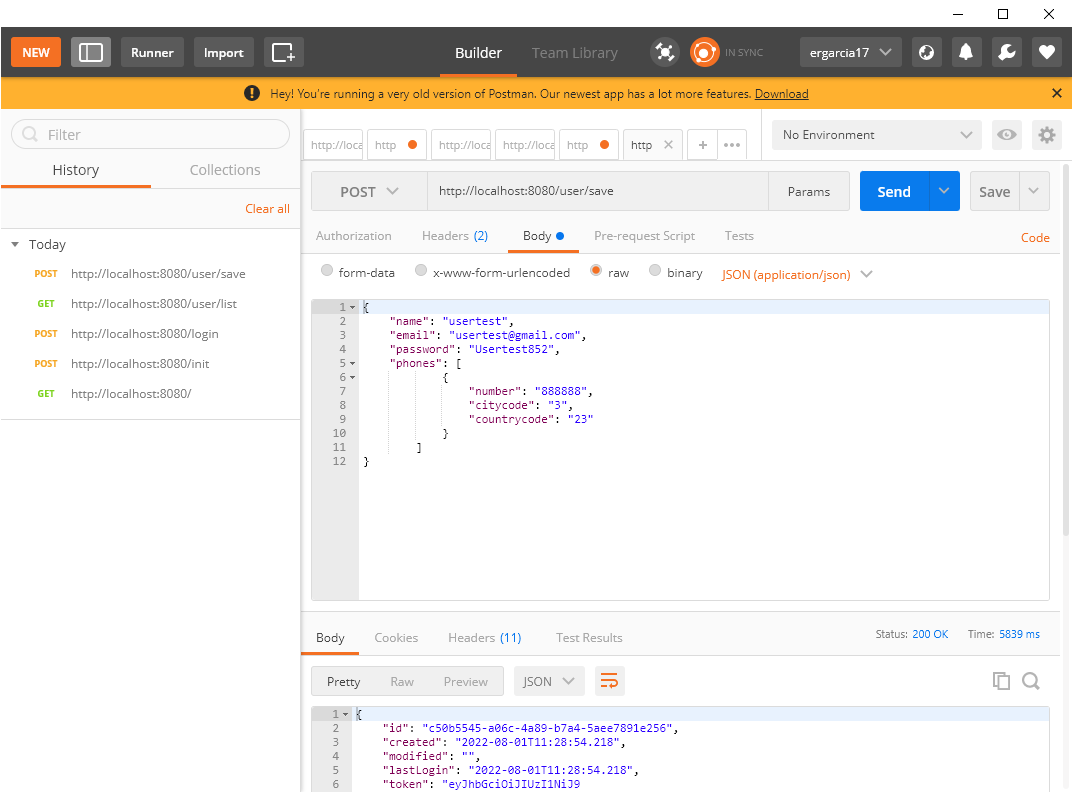 NEW Runner Import Builder Team Library IN SYNC ergarcia17
Hey! You're running a very old version of Postman. Our newest app has a lot more features. Download
Filter
History Collections
Clear all
Today
POST http://localhost:8080/user/save
GET http://localhost:8080/user/list
POST http://localhost:8080/login
POST http://localhost:8080/init
GET http://localhost:8080/
http://loca http http://loca http://loca http http + •••
No Environment
POST http://localhost:8080/user/save Params Send Save
Authorization Headers (2) Body Pre-request Script Tests Code
form-data x-www-form-urlencoded raw binary JSON (application/json)
1 {
2 "name": "usertest",
3 "email": "usertest@gmail.com",
4 "password": "Usertest852",
5 "phones": [
6 {
7 "number": "888888",
8 "citycode": "3",
9 "countrycode": "23"
10 }
11 ]
12 }
Body Cookies Headers (11) Test Results Status: 200 OK Time: 5839 ms
Pretty Raw Preview JSON
1 {
2 "id": "c50b5545-a06c-4a89-b7a4-5aee7891e256",
3 "created": "2022-08-01T11:28:54.218",
4 "modified": "",
5 "lastLogin": "2022-08-01T11:28:54.218",
6 "token": "eyJhbGciOiJIUzI1NiJ9